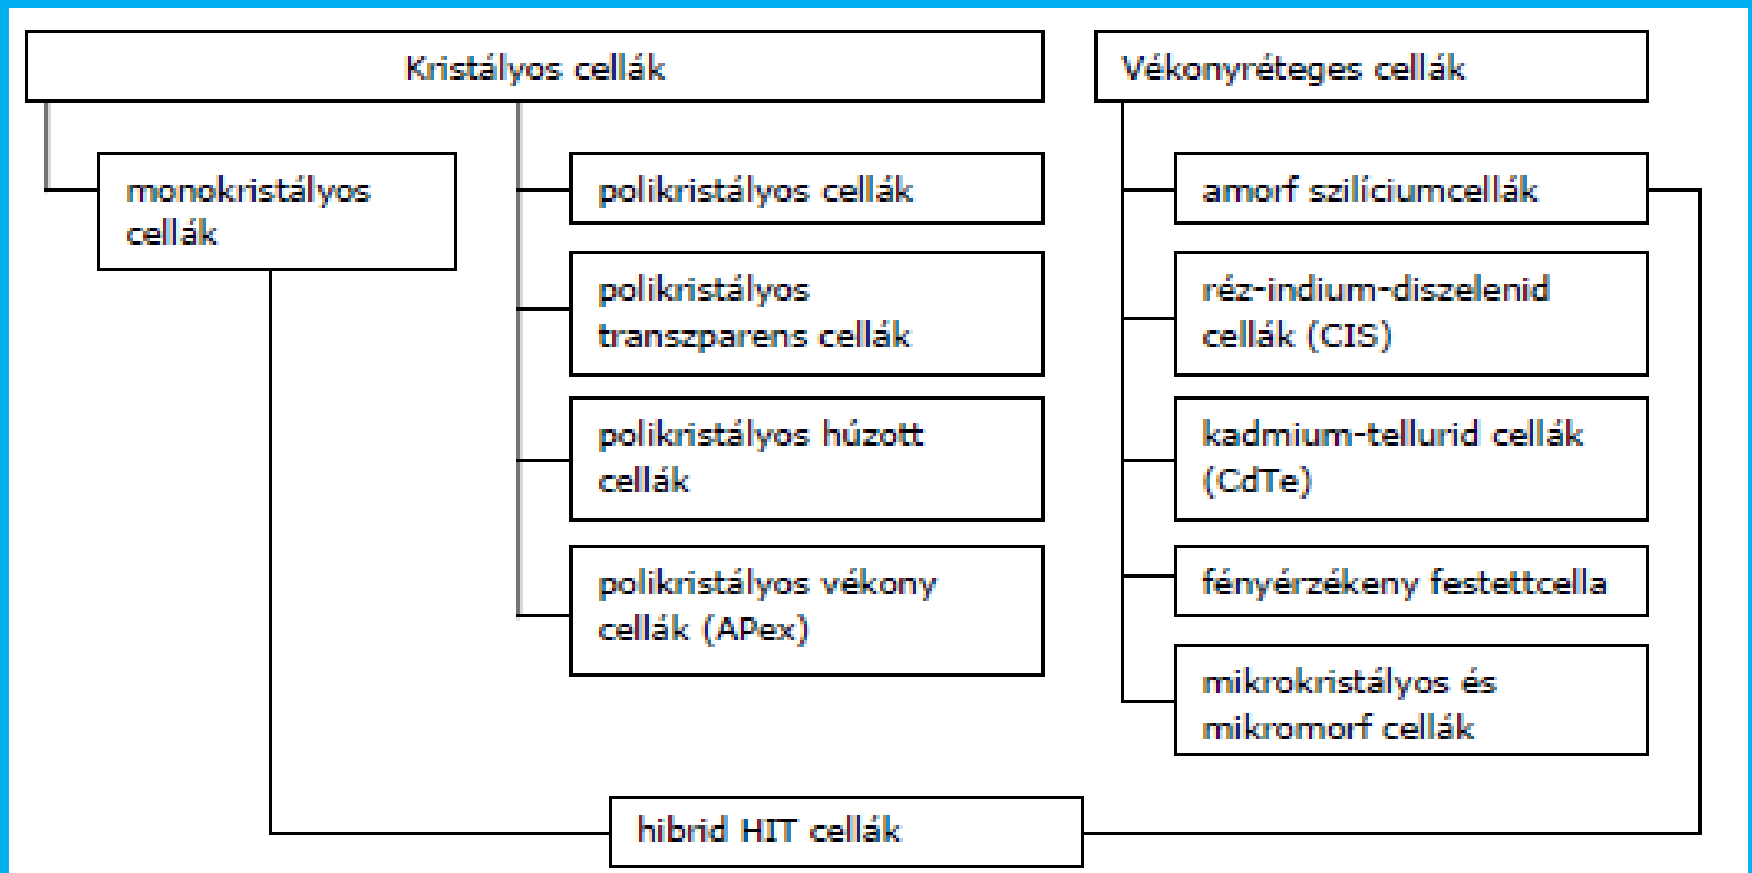 Kristályos cellák
monokristályos
cellák
polikristályos cellák
polikristályos
transzparens cellák
polikristályos húzott
cellák
polikristályos vékony
cellák (APex)
Vékonyréteges cellák
amorf szilíciumcellák
réz-indium-diszelenid
cellák (CIS)
kadmium-tellurid cellák
(CdTe)
fényérzékeny festettcella
mikrokristályos és
mikromorf cellák
hibrid HIT cellák